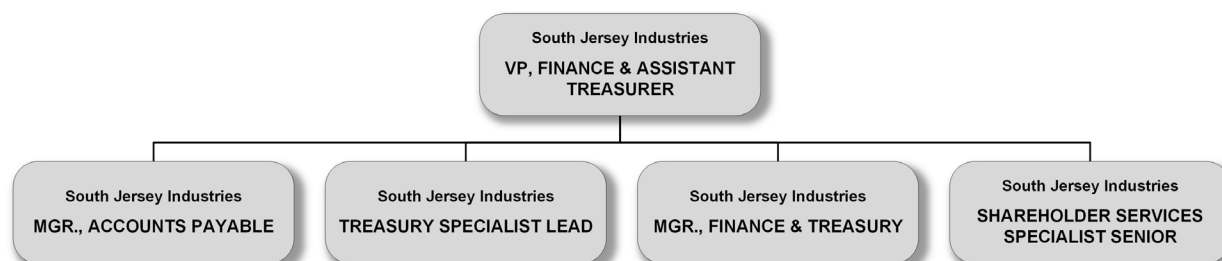 South Jersey Industries
VP, FINANCE & ASSISTANT
TREASURER
South Jersey Industries
MGR., ACCOUNTS PAYABLE
South Jersey Industries
TREASURY SPECIALIST LEAD
South Jersey Industries
MGR., FINANCE & TREASURY
South Jersey Industries
SHAREHOLDER SERVICES
SPECIALIST SENIOR